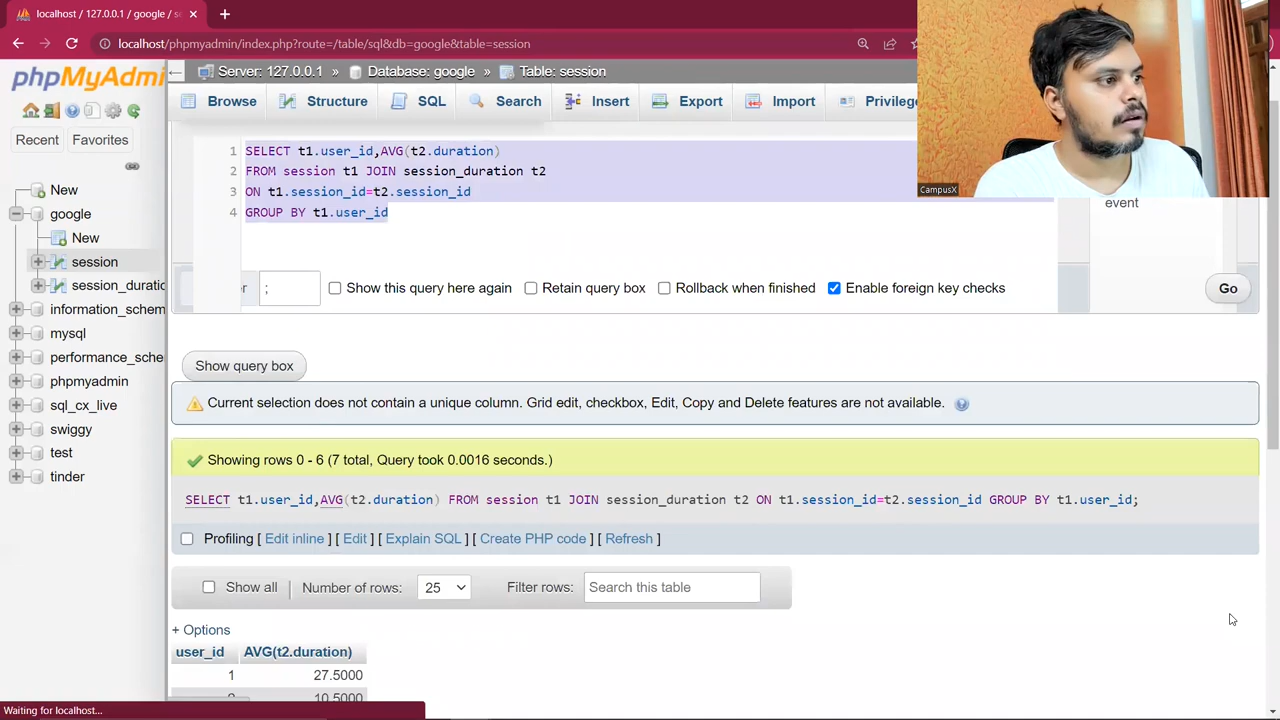 localhost / 127.0.0.1 / google / se
localhost/phpmyadmin/index.php?route=/table/sql&db=google&table=session
phpMyAdmi
Server: 127.0.0.1 » Database: google » Table: session
Browse Structure SQL Search Insert Export Import Privileg
Recent Favorites
New
google
New
session
session_duratic
information_schem
mysql
performance_sche
phpmyadmin
sql_cx_live
swiggy
test
tinder
1 SELECT t1.user_id,AVG(t2.duration)
2 FROM session t1 JOIN session_duration t2
3 ON t1.session_id=t2.session_id
4 GROUP BY t1.user_id
CampusX
event
er ; Show this query here again Retain query box Rollback when finished Enable foreign key checks Go
Show query box
Current selection does not contain a unique column. Grid edit, checkbox, Edit, Copy and Delete features are not available.
Showing rows 0 - 6 (7 total, Query took 0.0016 seconds.)
SELECT t1.user_id,AVG(t2.duration) FROM session t1 JOIN session_duration t2 ON t1.session_id=t2.session_id GROUP BY t1.user_id;
Profiling [ Edit inline ] [ Edit ] [ Explain SQL ] [ Create PHP code ] [ Refresh ]
Show all Number of rows: 25 Filter rows: Search this table
+ Options
user_id AVG(t2.duration)
1 27.5000
2 10.5000
Waiting for localhost...